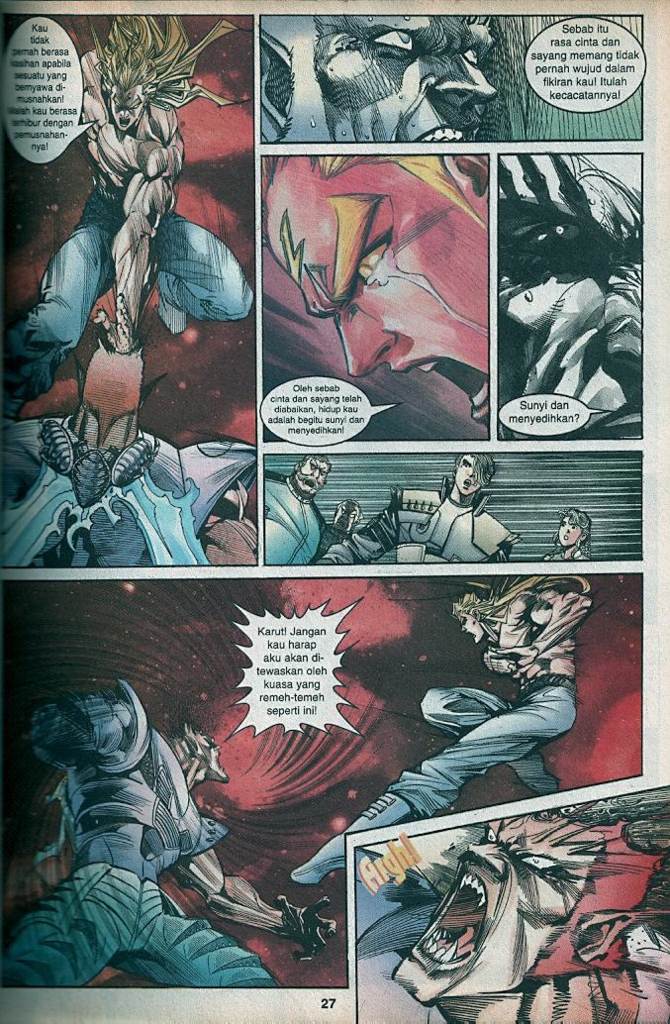 Kau
tidak
pernah berasa
kasihan apabila
sesuatu yang
bernyawa di-
musnahkan!
Malah kau berasa
terhibur dengan
pemusnahan-
nya!
Sebab itu
rasa cinta dan
sayang memang tidak
pernah wujud dalam
fikiran kau! Itulah
kecacatannya!
Oleh sebab
cinta dan sayang telah
diabaikan, hidup kau
adalah begitu sunyi dan
menyedihkan!
Sunyi dan
menyedihkan?
Karut! Jangan
kau harap
aku akan di-
tewaskan oleh
kuasa yang
remeh-temeh
seperti ini!
Argh!
27